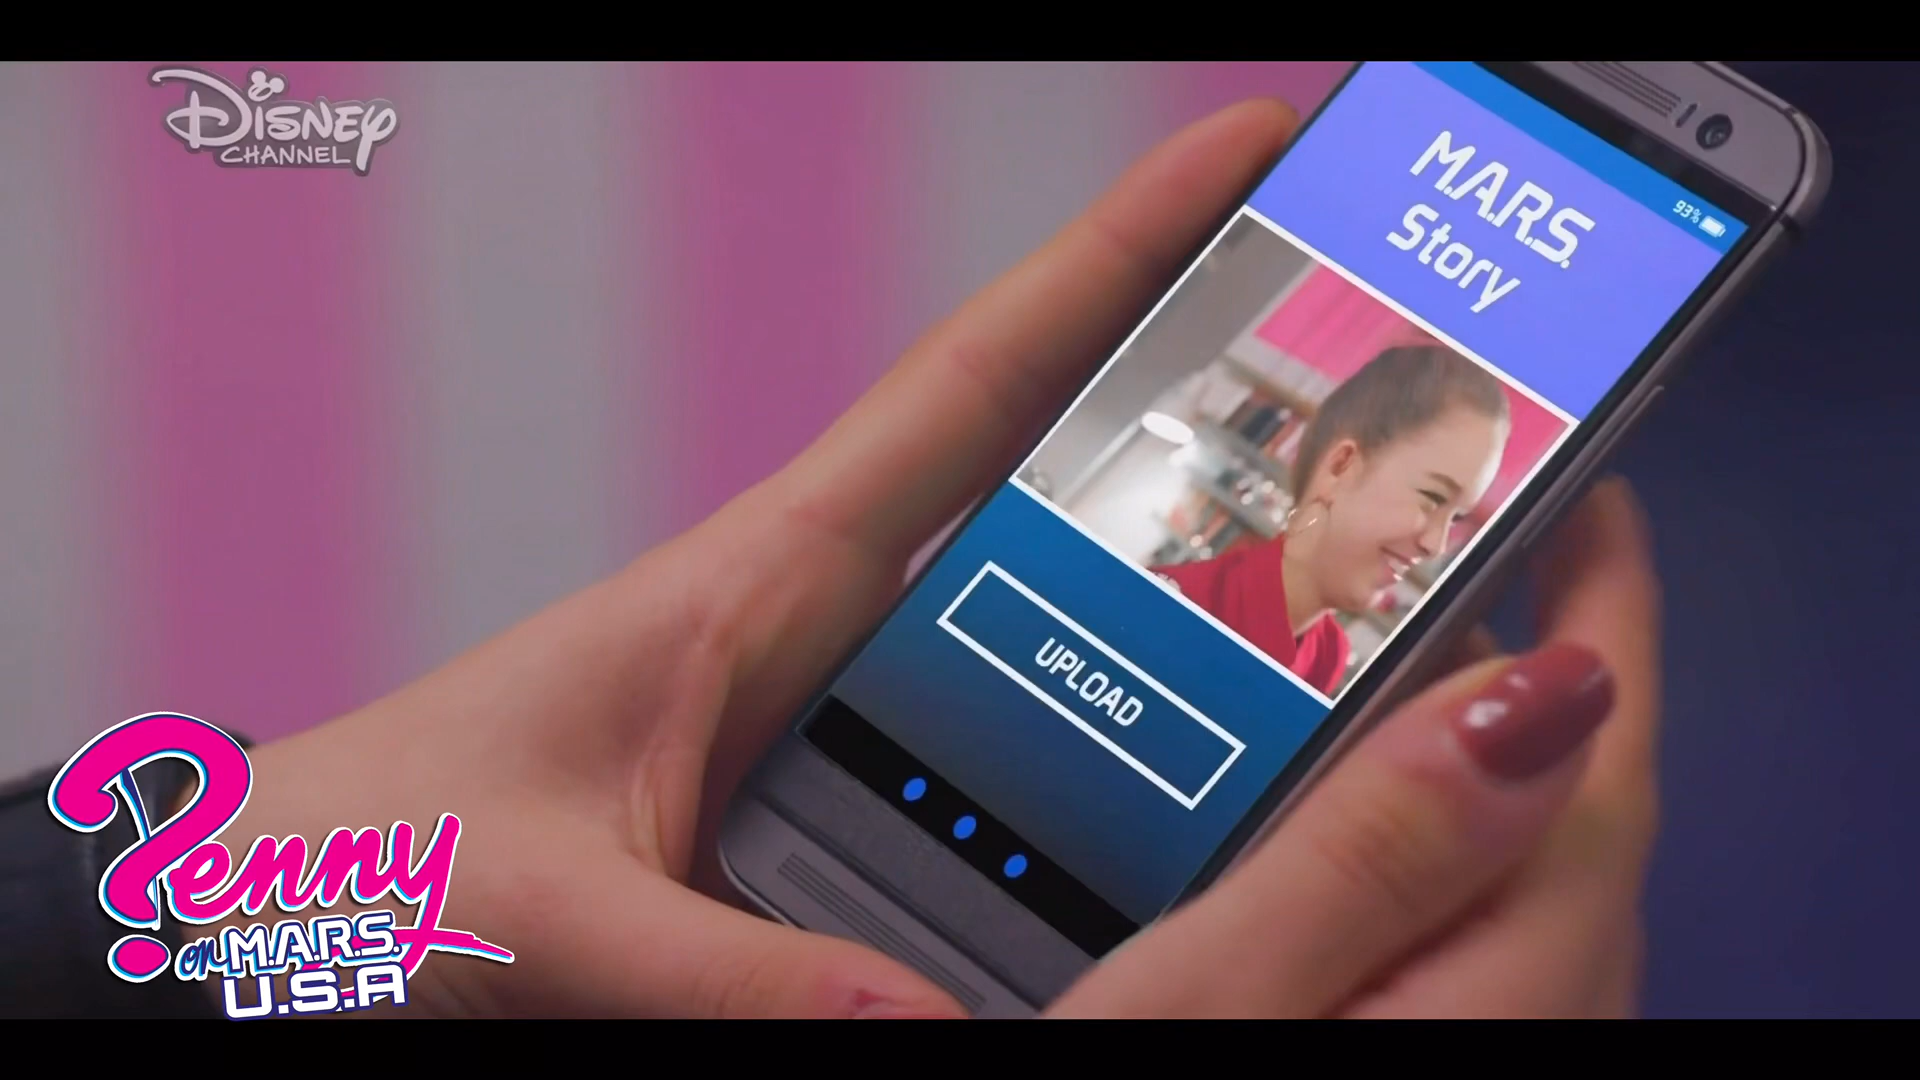 Disney
CHANNEL
93%
M.A.R.S.
Story
UPLOAD
Penny
on M.A.R.S.
U.S.A